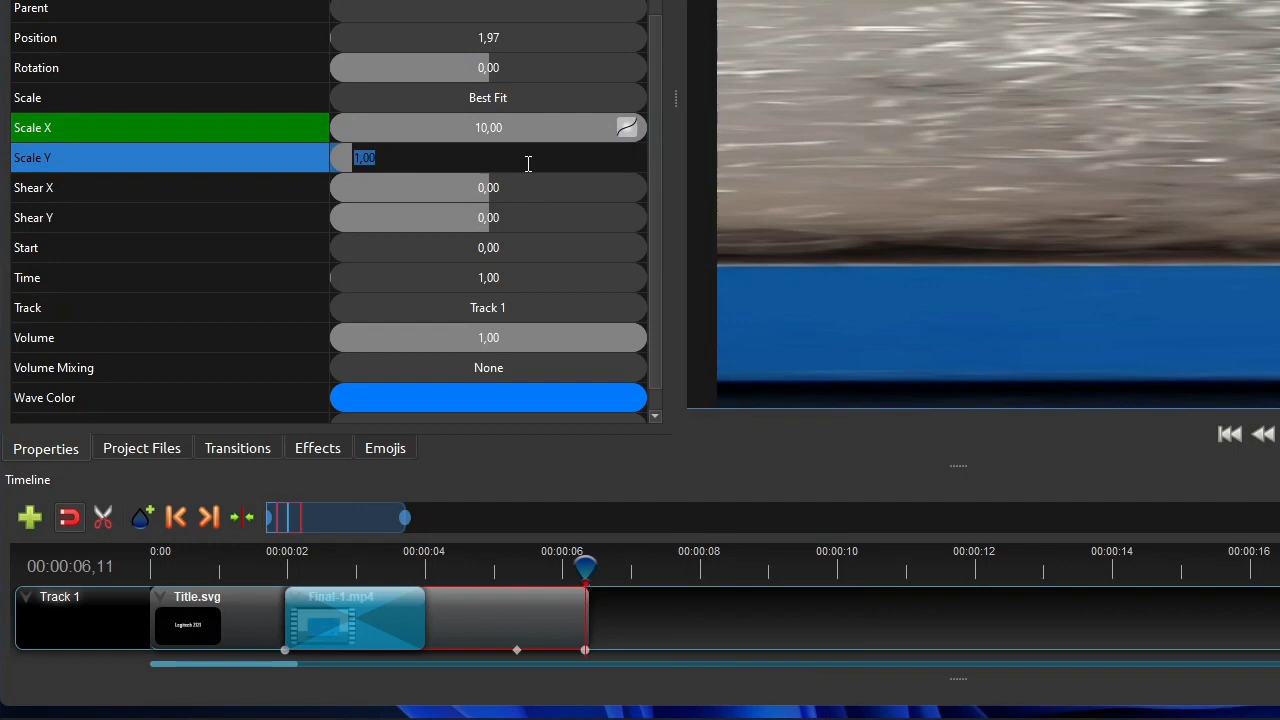 Parent
Position 1,97
Rotation 0,00
Scale Best Fit
Scale X 10,00
Scale Y 1,00
Shear X 0,00
Shear Y 0,00
Start 0,00
Time 1,00
Track Track 1
Volume 1,00
Volume Mixing None
Wave Color
Properties Project Files Transitions Effects Emojis
Timeline
0:00 00:00:02 00:00:04 00:00:06 00:00:08 00:00:10 00:00:12 00:00:14 00:00:16
00:00:06,11
Track 1 Title.svg Final-1.mp4